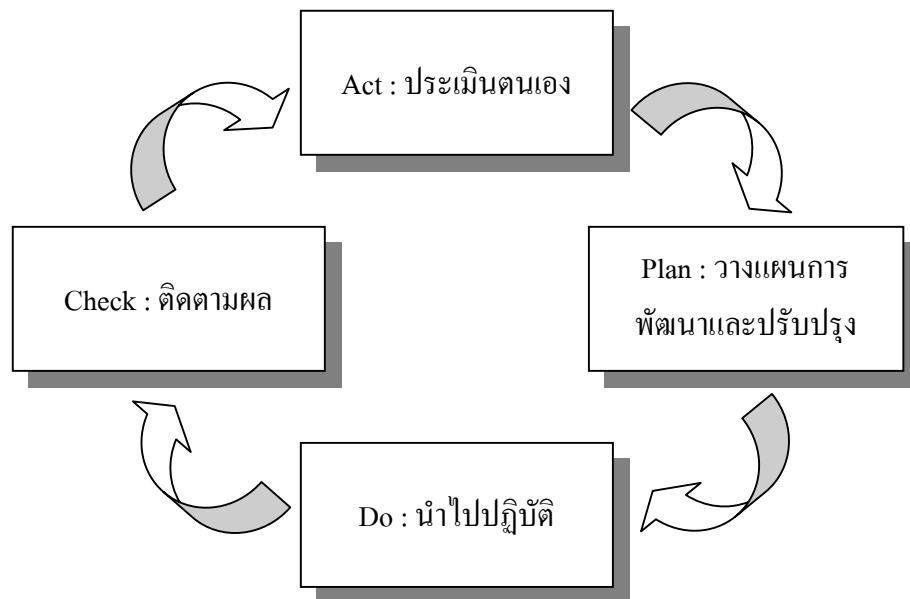 Act : ประเมินตนเอง
Plan : วางแผนการ
พัฒนาและปรับปรุง
Check : ติดตามผล
Do : นำไปปฏิบัติ